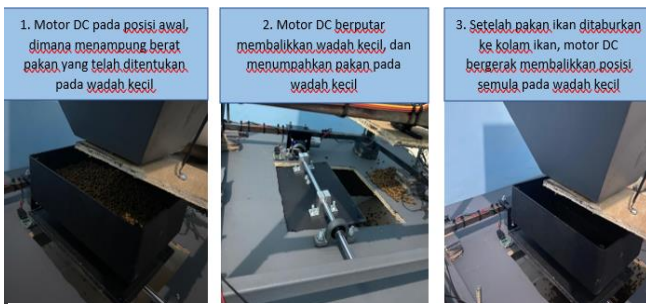 1. Motor DC pada posisi awal,
dimana menampung berat
pakan yang telah ditentukan
pada wadah kecil
2. Motor DC berputar
membalikkan wadah kecil, dan
menumpahkan pakan pada
wadah kecil
3. Setelah pakan ikan ditaburkan
ke kolam ikan, motor DC
bergerak membalikkan posisi
semula pada wadah kecil